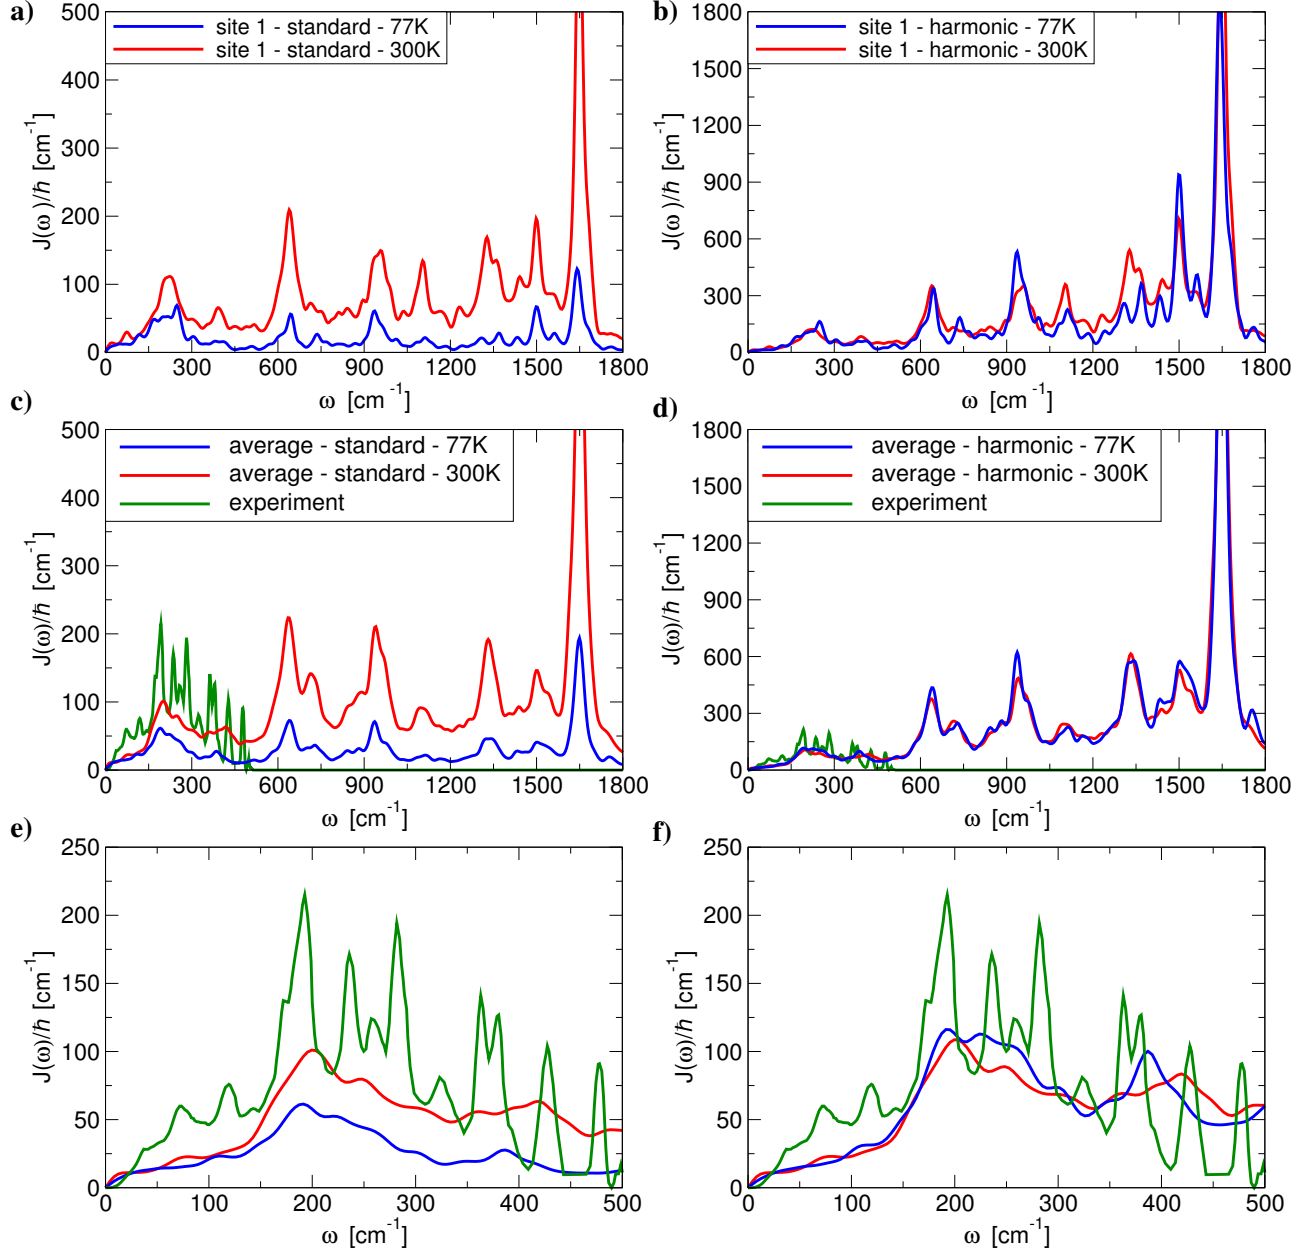 a)
site 1 - standard - 77K
site 1 - standard - 300K
J(ω)/ħ [cm⁻¹]
500
400
300
200
100
0
0 300 600 900 1200 1500 1800
ω [cm⁻¹]
b)
site 1 - harmonic - 77K
site 1 - harmonic - 300K
J(ω)/ħ [cm⁻¹]
1800
1500
1200
900
600
300
0
0 300 600 900 1200 1500 1800
ω [cm⁻¹]
c)
average - standard - 77K
average - standard - 300K
experiment
J(ω)/ħ [cm⁻¹]
500
400
300
200
100
0
0 300 600 900 1200 1500 1800
ω [cm⁻¹]
d)
average - harmonic - 77K
average - harmonic - 300K
experiment
J(ω)/ħ [cm⁻¹]
1800
1500
1200
900
600
300
0
0 300 600 900 1200 1500 1800
ω [cm⁻¹]
e)
J(ω)/ħ [cm⁻¹]
250
200
150
100
50
0
0 100 200 300 400 500
ω [cm⁻¹]
f)
J(ω)/ħ [cm⁻¹]
250
200
150
100
50
0
0 100 200 300 400 500
ω [cm⁻¹]